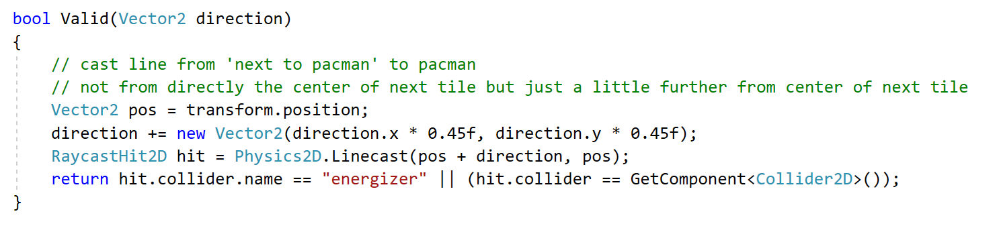 bool Valid(Vector2 direction)
{
// cast line from 'next to pacman' to pacman
// not from directly the center of next tile but just a little further from center of next tile
Vector2 pos = transform.position;
direction += new Vector2(direction.x * 0.45f, direction.y * 0.45f);
RaycastHit2D hit = Physics2D.Linecast(pos + direction, pos);
return hit.collider.name == "energizer" || (hit.collider == GetComponent<Collider2D>());
}